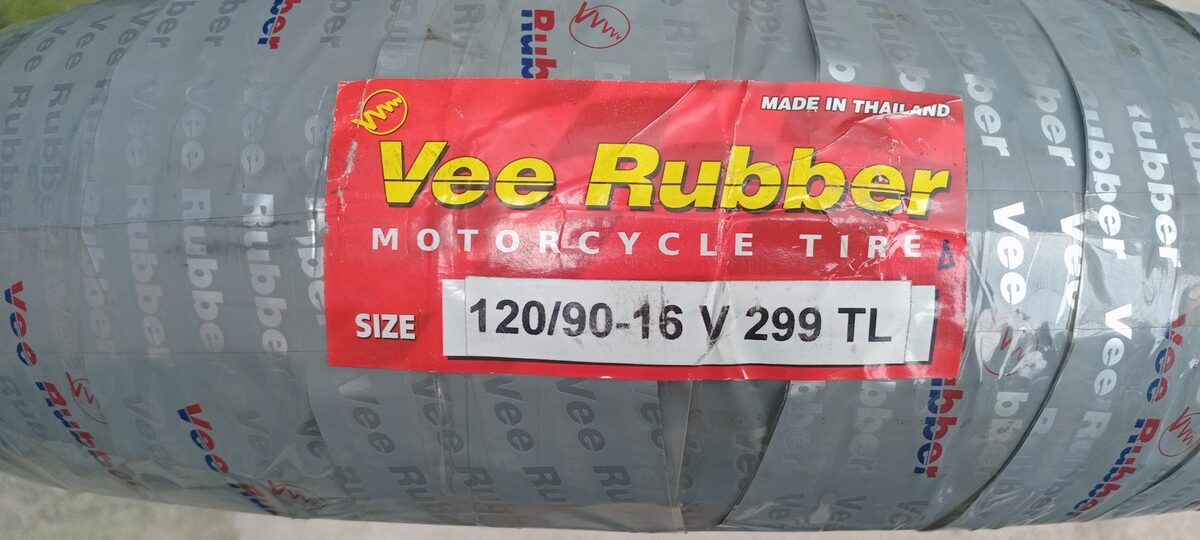 MADE IN THAILAND
Vee Rubber
MOTORCYCLE TIRE
SIZE 120/90-16 V 299 TL